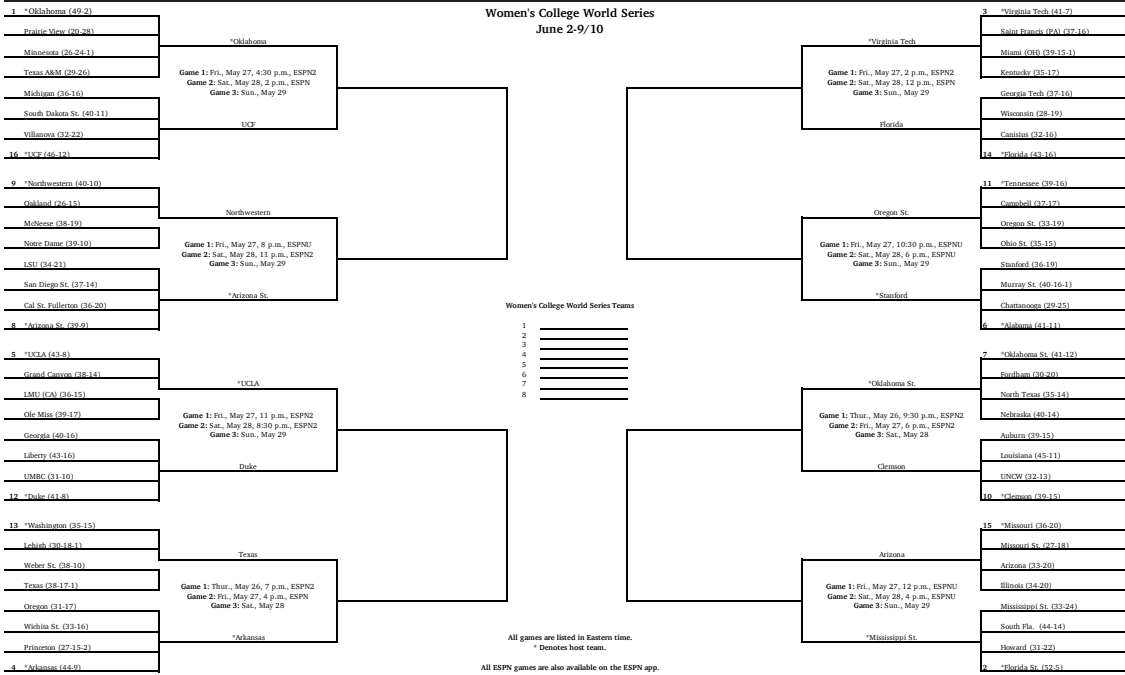 Women's College World Series
June 2-9/10
1 *Oklahoma (49-2)
Prairie View (20-28)
Minnesota (26-24-1)
Texas A&M (29-26)
Michigan (36-16)
South Dakota St. (40-11)
Villanova (32-22)
16 *UCF (46-12)
*Oklahoma
Game 1: Fri., May 27, 4:30 p.m., ESPN2
Game 2: Sat., May 28, 2 p.m., ESPN
Game 3: Sun., May 29
UCF
9 *Northwestern (40-10)
Oakland (26-15)
McNeese (38-19)
Notre Dame (39-10)
LSU (34-21)
San Diego St. (37-14)
Cal St. Fullerton (36-20)
8 *Arizona St. (39-9)
Northwestern
Game 1: Fri., May 27, 8 p.m., ESPNU
Game 2: Sat., May 28, 11 p.m., ESPN2
Game 3: Sun., May 29
*Arizona St.
5 *UCLA (43-8)
Grand Canyon (38-14)
LMU (CA) (36-15)
Ole Miss (39-17)
Georgia (40-16)
Liberty (43-16)
UMBC (31-10)
12 *Duke (41-8)
*UCLA
Game 1: Fri., May 27, 11 p.m., ESPN2
Game 2: Sat., May 28, 8:30 p.m., ESPN2
Game 3: Sun., May 29
Duke
13 *Washington (35-15)
Lehigh (30-18-1)
Weber St. (38-10)
Texas (38-17-1)
Oregon (31-17)
Wichita St. (33-16)
Princeton (27-15-2)
4 *Arkansas (44-9)
Texas
Game 1: Thur., May 26, 7 p.m., ESPN2
Game 2: Fri., May 27, 4 p.m., ESPN
Game 3: Sat., May 28
*Arkansas
Women's College World Series Teams
1
2
3
4
5
6
7
8
All games are listed in Eastern time.
* Denotes host team.
All ESPN games are also available on the ESPN app.
*Virginia Tech
Game 1: Fri., May 27, 2 p.m., ESPN2
Game 2: Sat., May 28, 12 p.m., ESPN
Game 3: Sun., May 29
Florida
3 *Virginia Tech (41-7)
Saint Francis (PA) (37-16)
Miami (OH) (39-15-1)
Kentucky (35-17)
Georgia Tech (37-16)
Wisconsin (28-19)
Canisius (32-16)
14 *Florida (43-16)
Oregon St.
Game 1: Fri., May 27, 10:30 p.m., ESPNU
Game 2: Sat., May 28, 6 p.m., ESPNU
Game 3: Sun., May 29
*Stanford
11 *Tennessee (39-16)
Campbell (37-17)
Oregon St. (33-19)
Ohio St. (35-15)
Stanford (36-19)
Murray St. (40-16-1)
Chattanooga (29-25)
6 *Alabama (41-11)
*Oklahoma St.
Game 1: Thur., May 26, 9:30 p.m., ESPN2
Game 2: Fri., May 27, 6 p.m., ESPN2
Game 3: Sat., May 28
Clemson
7 *Oklahoma St. (41-12)
Fordham (30-20)
North Texas (35-14)
Nebraska (40-14)
Auburn (39-15)
Louisiana (45-11)
UNCW (32-13)
10 *Clemson (39-15)
Arizona
Game 1: Fri., May 27, 12 p.m., ESPNU
Game 2: Sat., May 28, 4 p.m., ESPNU
Game 3: Sun., May 29
*Mississippi St.
15 *Missouri (36-20)
Missouri St. (27-18)
Arizona (33-20)
Illinois (34-20)
Mississippi St. (33-24)
South Fla. (44-14)
Howard (31-22)
2 *Florida St. (52-5)